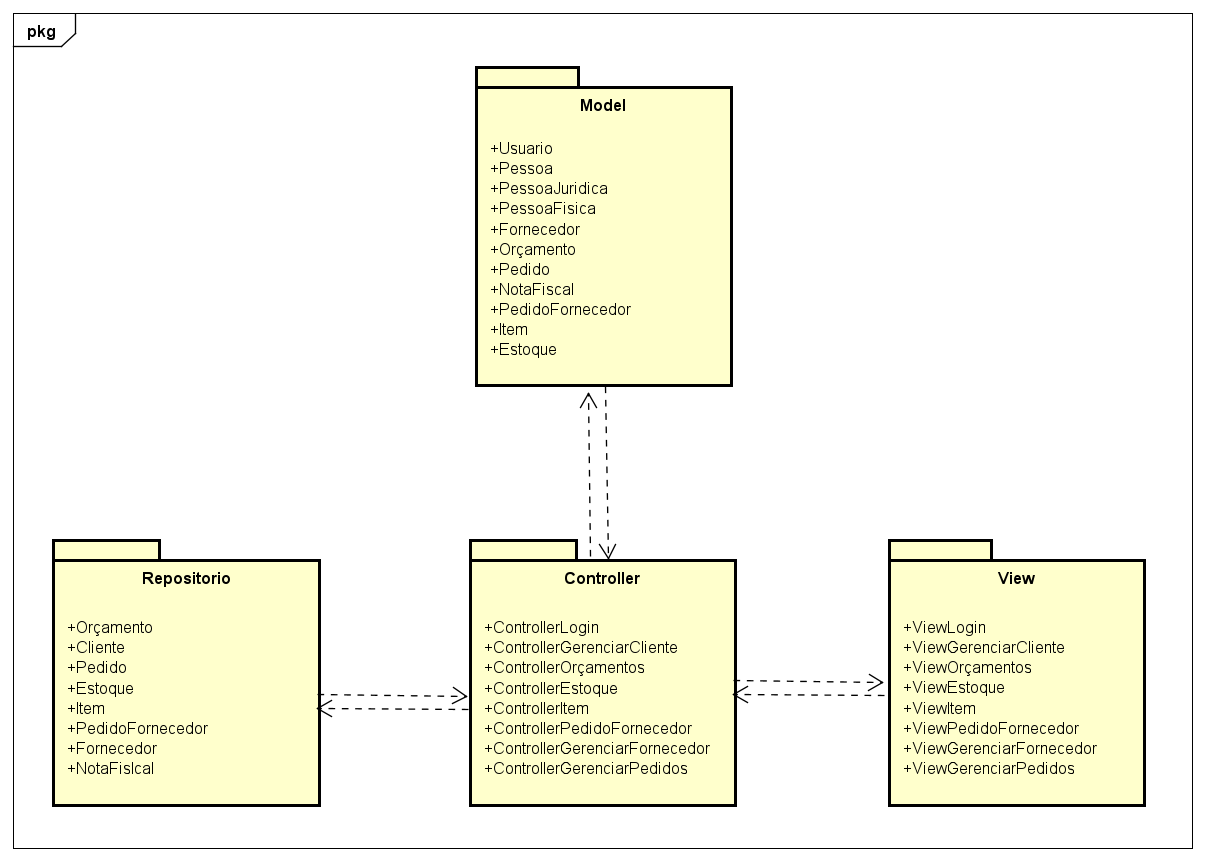 pkg
Model
+Usuario
+Pessoa
+PessoaJuridica
+PessoaFisica
+Fornecedor
+Orçamento
+Pedido
+NotaFiscal
+PedidoFornecedor
+Item
+Estoque
Repositorio
+Orçamento
+Cliente
+Pedido
+Estoque
+Item
+PedidoFornecedor
+Fornecedor
+NotaFisIcal
Controller
+ControllerLogin
+ControllerGerenciarCliente
+ControllerOrçamentos
+ControllerEstoque
+ControllerItem
+ControllerPedidoFornecedor
+ControllerGerenciarFornecedor
+ControllerGerenciarPedidos
View
+ViewLogin
+ViewGerenciarCliente
+ViewOrçamentos
+ViewEstoque
+ViewItem
+ViewPedidoFornecedor
+ViewGerenciarFornecedor
+ViewGerenciarPedidos